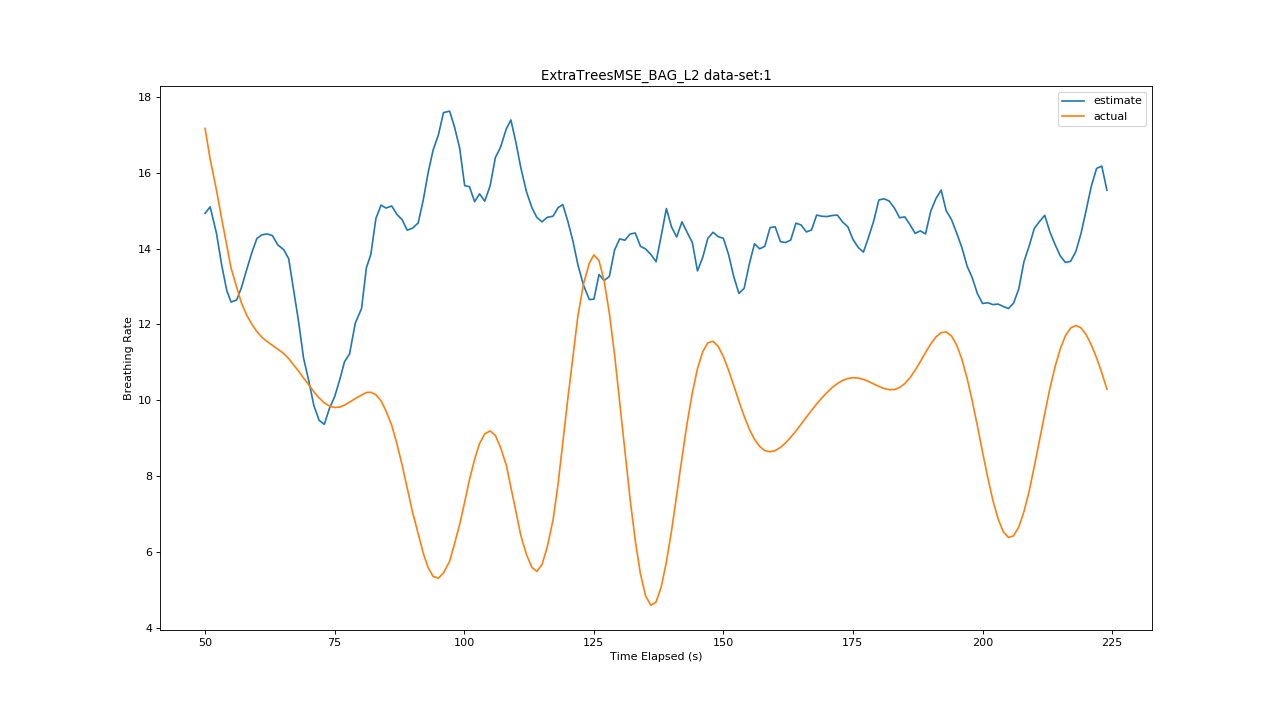 ExtraTreesMSE_BAG_L2 data-set:1
estimate
actual
Breathing Rate
18
16
14
12
10
8
6
4
50 75 100 125 150 175 200 225
Time Elapsed (s)